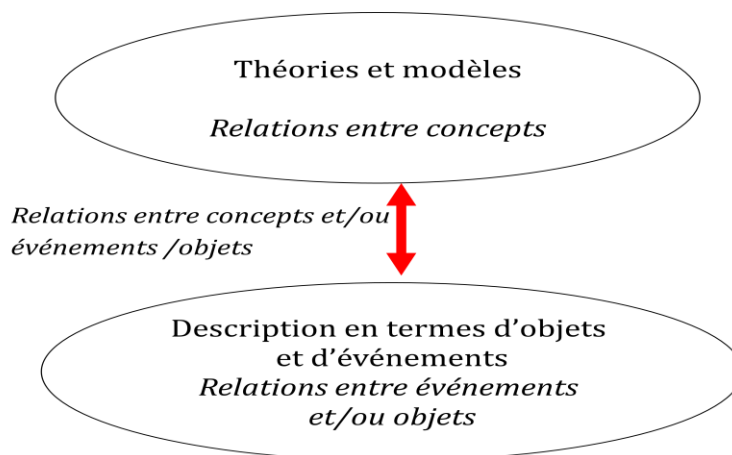 Théories et modèles
Relations entre concepts
Relations entre concepts et/ou
événements /objets
Description en termes d’objets
et d’événements
Relations entre événements
et/ou objets